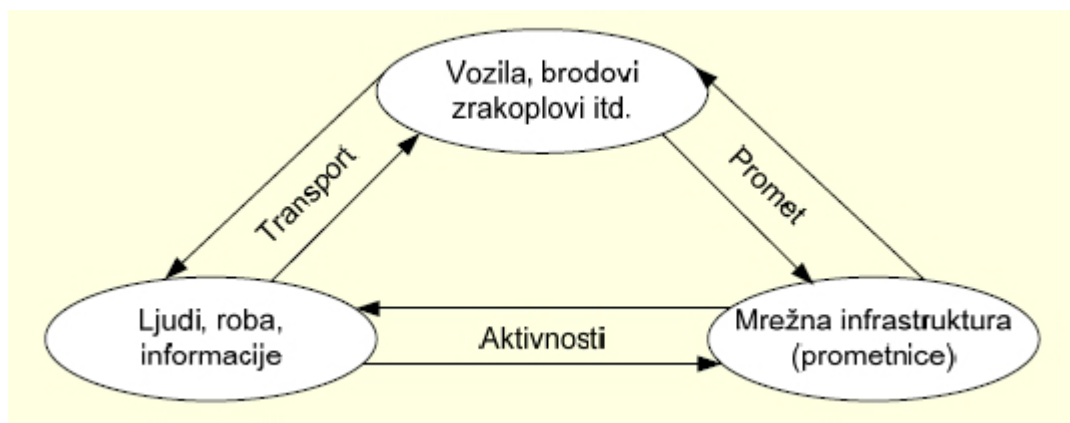 Vozila, brodovi
zrakoplovi itd.
Transport
Promet
Ljudi, roba,
informacije
Aktivnosti
Mrežna infrastruktura
(prometnice)